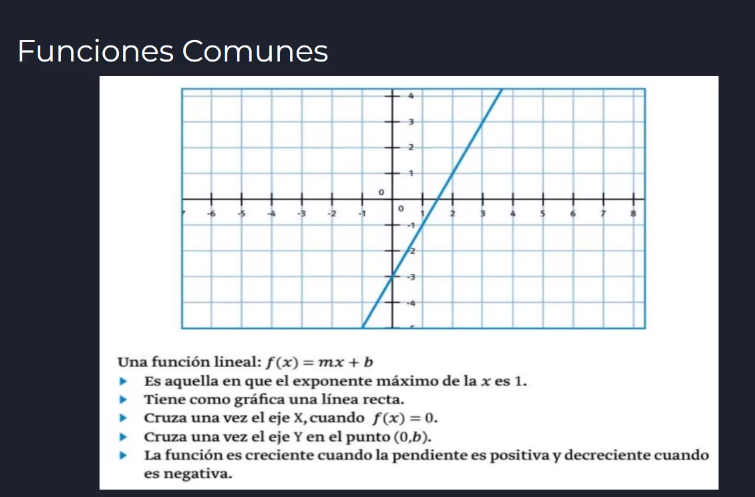 Funciones Comunes
4
3
2
1
0
-6 -5 -4 -3 -2 -1 0 1 2 3 4 5 6 7 8
-1
-2
-3
-4
Una función lineal: f(x) = mx + b
Es aquella en que el exponente máximo de la x es 1.
Tiene como gráfica una línea recta.
Cruza una vez el eje X, cuando f(x) = 0.
Cruza una vez el eje Y en el punto (0,b).
La función es creciente cuando la pendiente es positiva y decreciente cuando
es negativa.